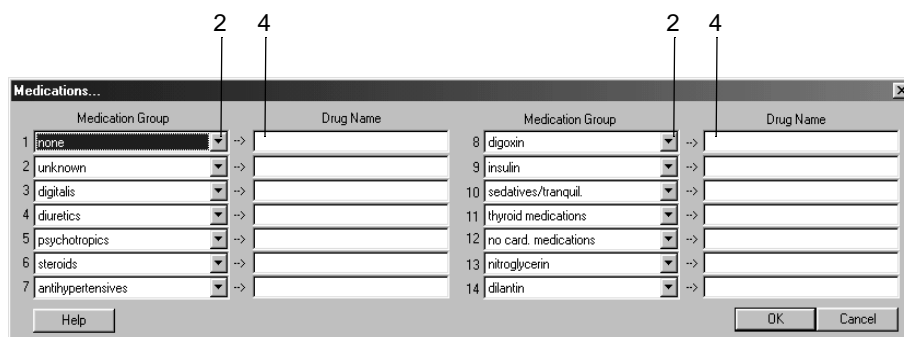 2 4 2 4
Medications...
Medication Group Drug Name Medication Group Drug Name
1 none --> 8 digoxin -->
2 unknown --> 9 insulin -->
3 digitalis --> 10 sedatives/tranquil. -->
4 diuretics --> 11 thyroid medications -->
5 psychotropics --> 12 no card. medications -->
6 steroids --> 13 nitroglycerin -->
7 antihypertensives --> 14 dilantin -->
Help OK Cancel